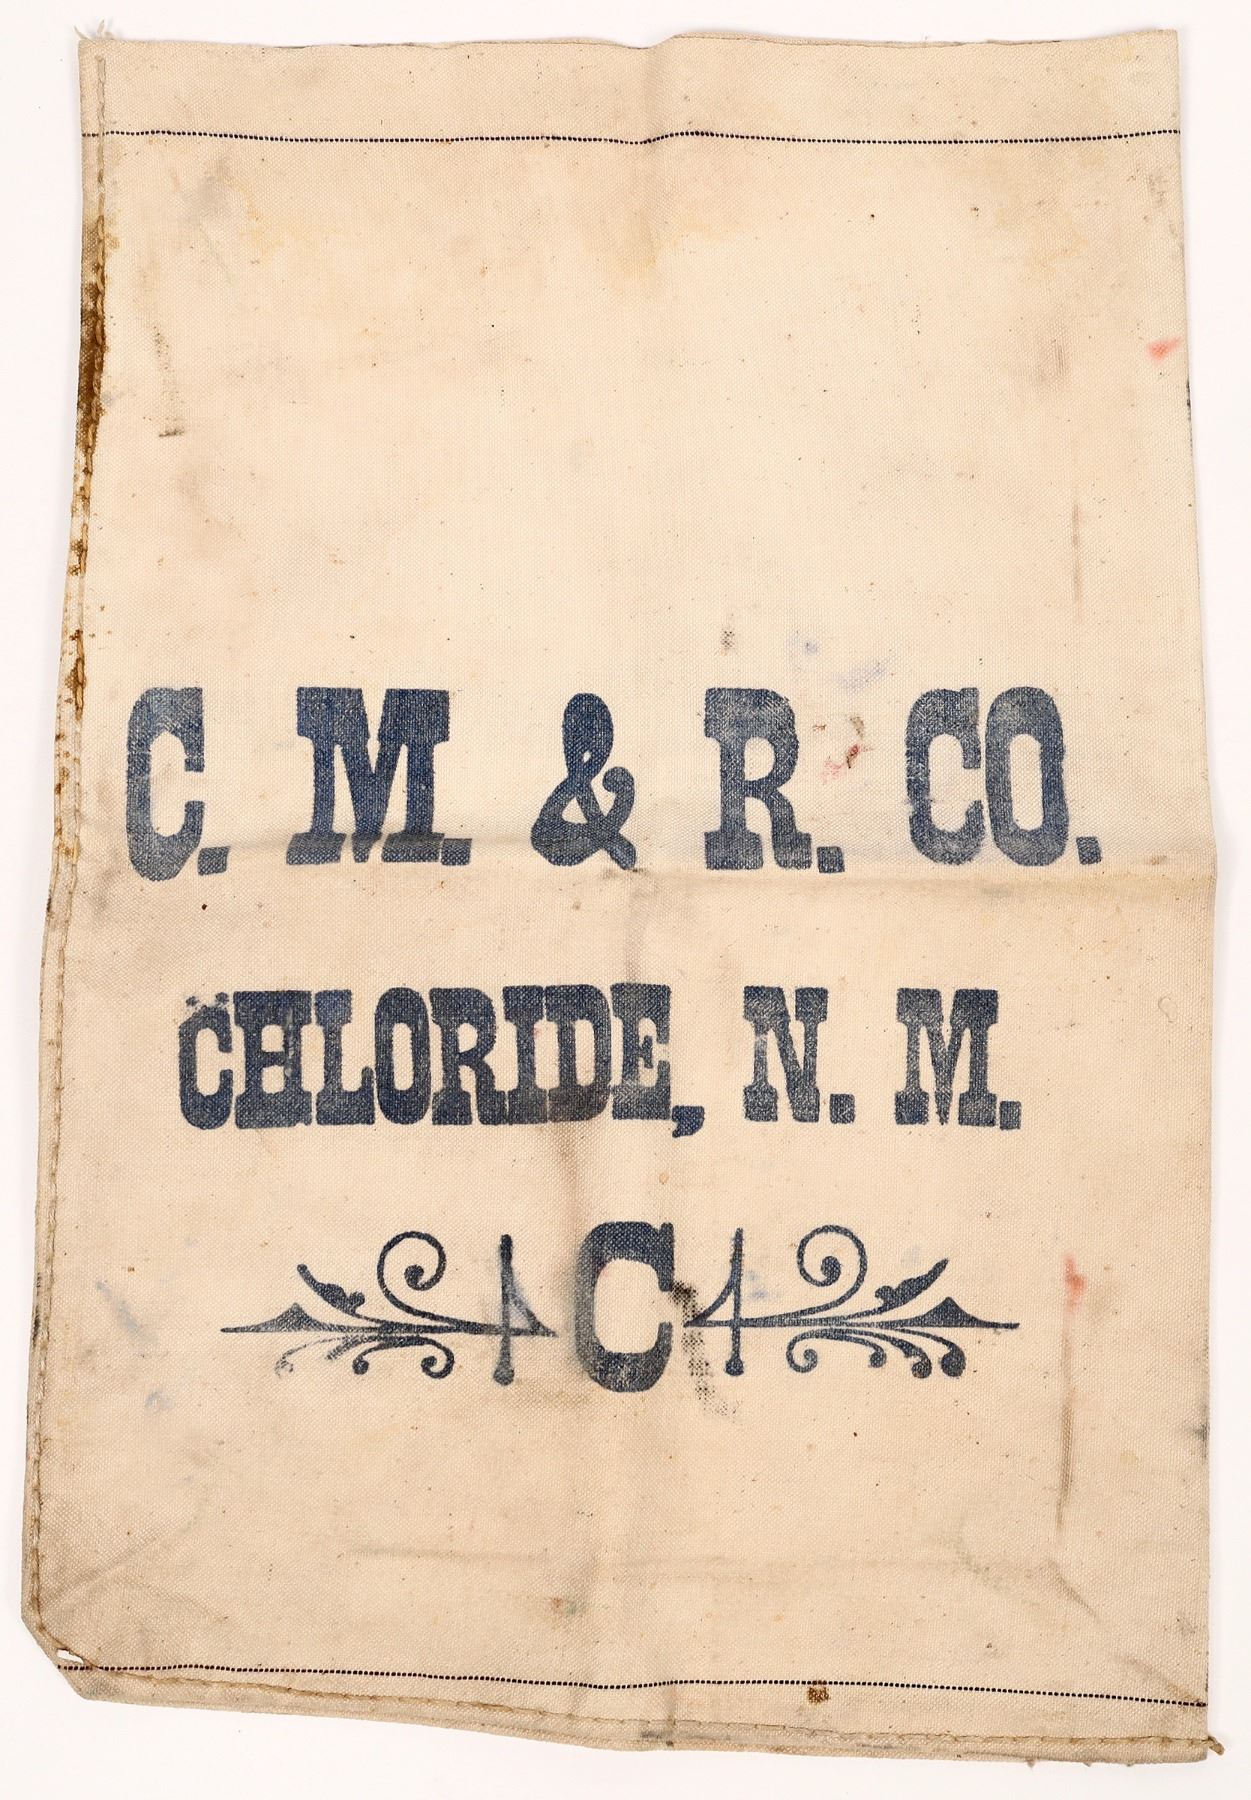 C. M. & R. CO.
CHLORIDE, N. M.
C